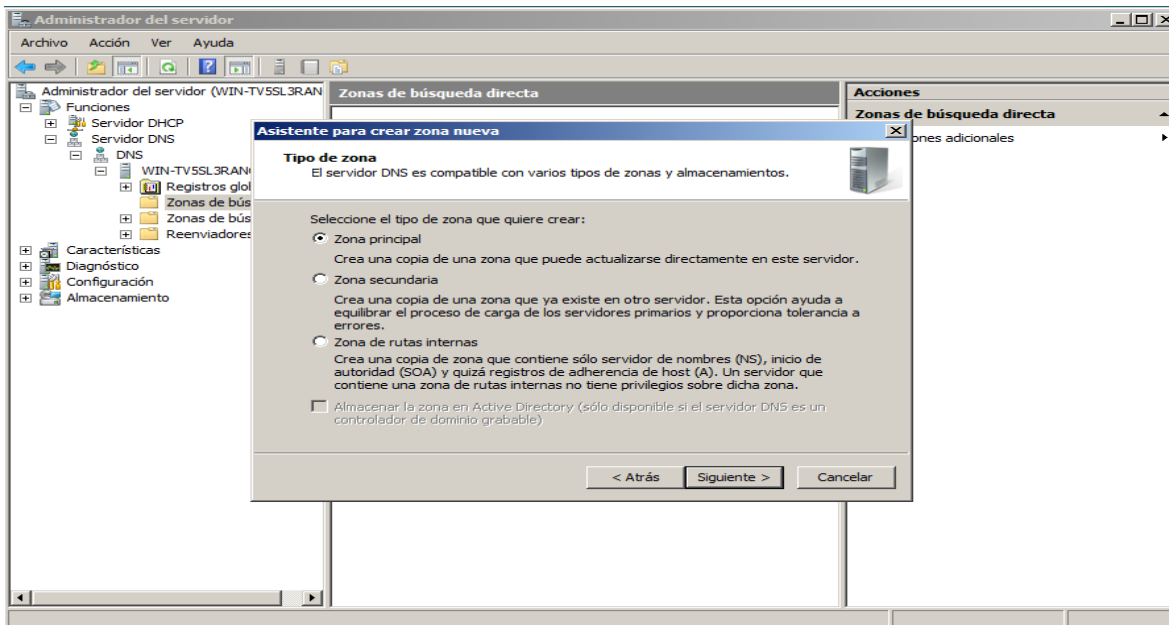 Administrador del servidor
Archivo Acción Ver Ayuda
Administrador del servidor (WIN-TV5SL3RAN
Funciones
Servidor DHCP
Servidor DNS
DNS
WIN-TV5SL3RAN
Registros glo
Zonas de bús
Zonas de bús
Reenviadores
Características
Diagnóstico
Configuración
Almacenamiento
Zonas de búsqueda directa
Acciones
Zonas de búsqueda directa
ones adicionales
Asistente para crear zona nueva
Tipo de zona
El servidor DNS es compatible con varios tipos de zonas y almacenamientos.
Seleccione el tipo de zona que quiere crear:
Zona principal
Crea una copia de una zona que puede actualizarse directamente en este servidor.
Zona secundaria
Crea una copia de una zona que ya existe en otro servidor. Esta opción ayuda a
equilibrar el proceso de carga de los servidores primarios y proporciona tolerancia a
errores.
Zona de rutas internas
Crea una copia de zona que contiene sólo servidor de nombres (NS), inicio de
autoridad (SOA) y quizá registros de adherencia de host (A). Un servidor que
contiene una zona de rutas internas no tiene privilegios sobre dicha zona.
Almacenar la zona en Active Directory (sólo disponible si el servidor DNS es un
controlador de dominio grabable)
< Atrás Siguiente > Cancelar